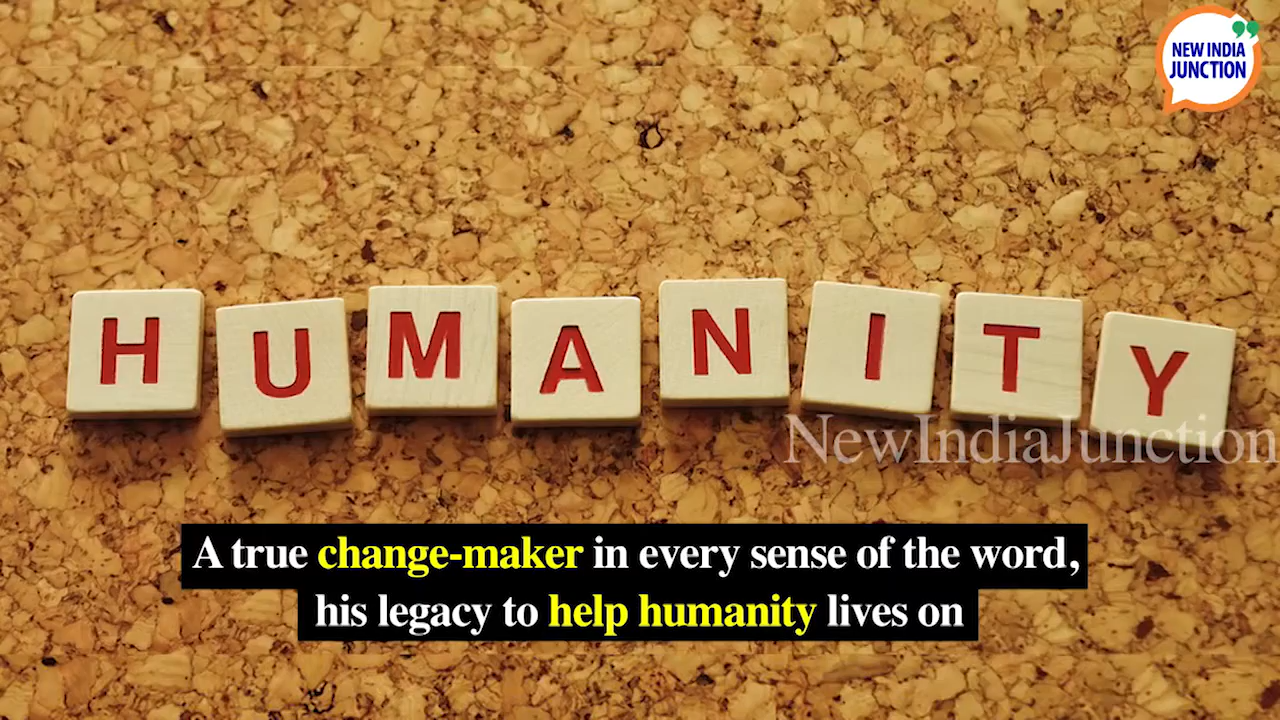 NEW INDIA
JUNCTION
HUMANITY
NewIndiaJunction
A true change-maker in every sense of the word,
his legacy to help humanity lives on